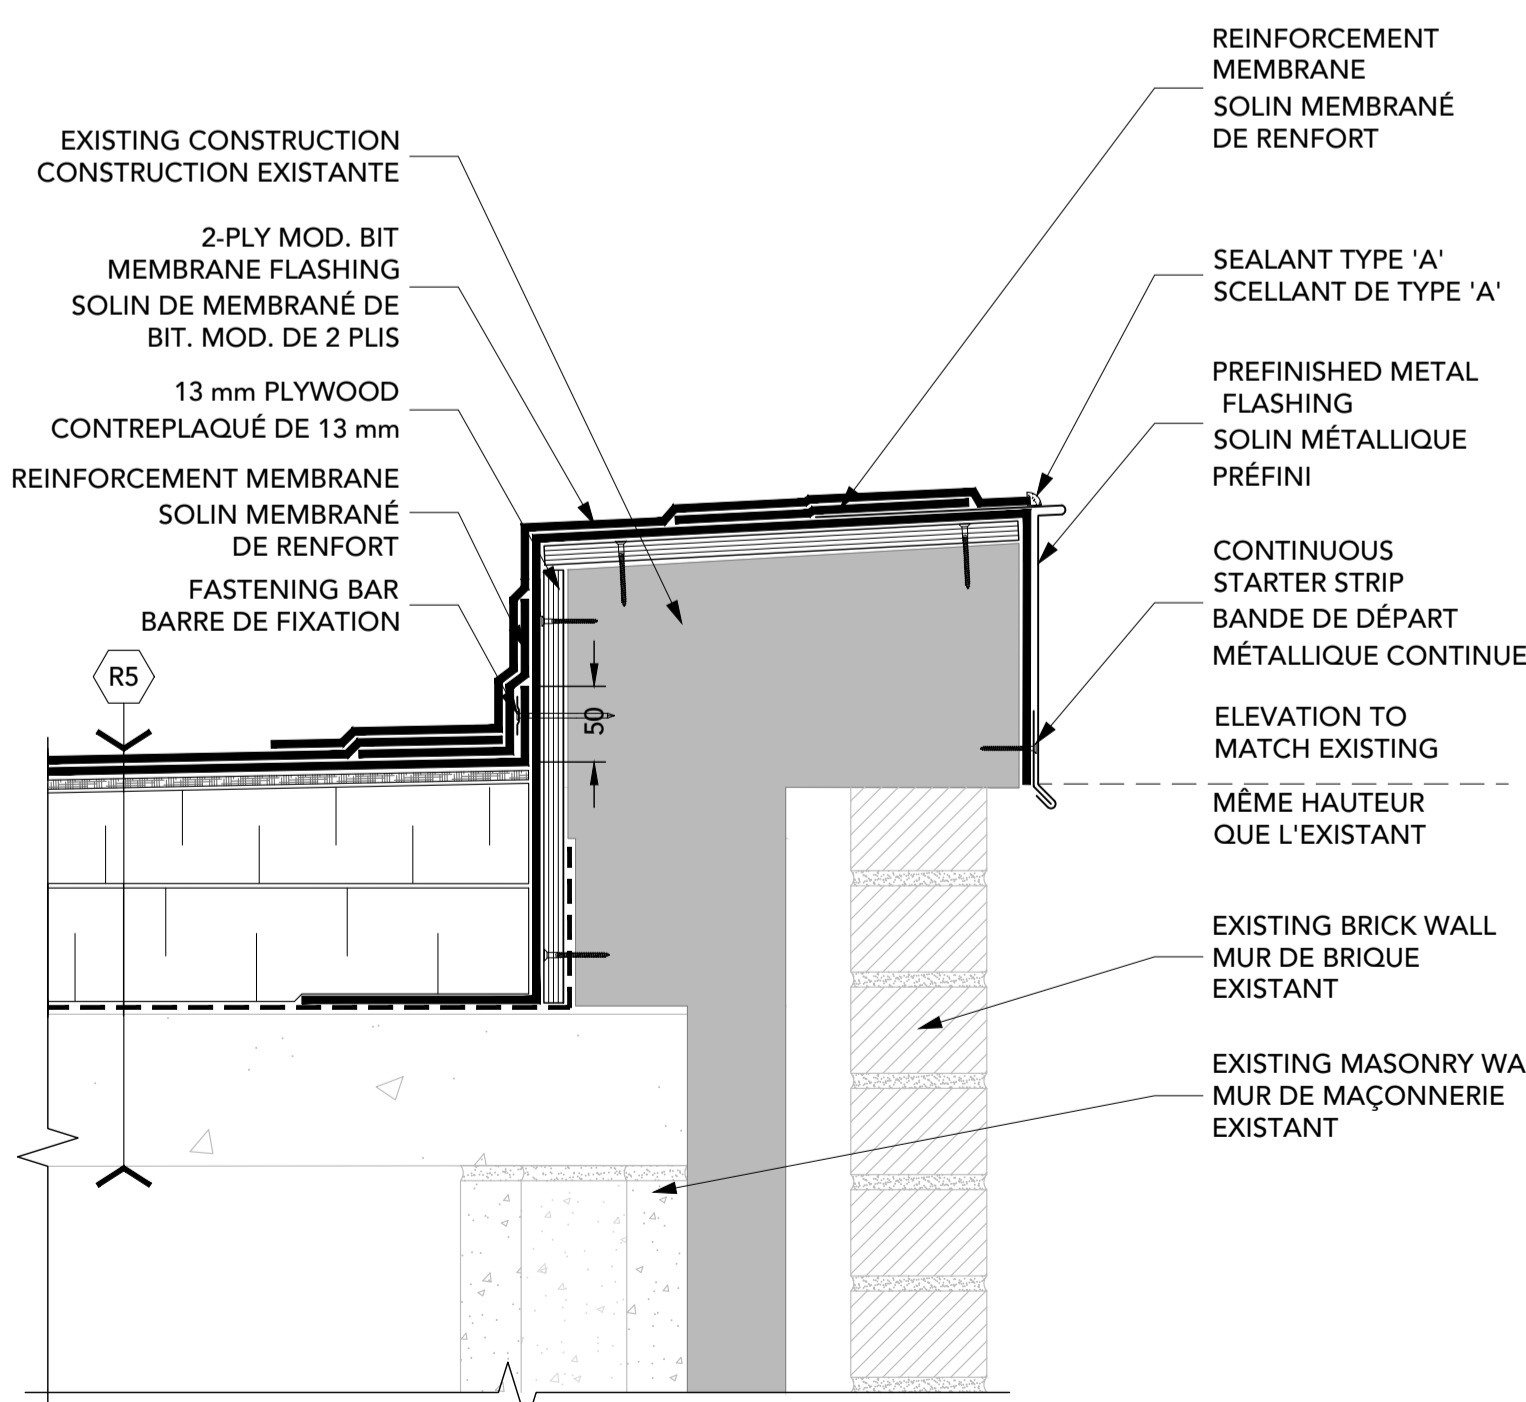 EXISTING CONSTRUCTION
CONSTRUCTION EXISTANTE
2-PLY MOD. BIT
MEMBRANE FLASHING
SOLIN DE MEMBRANÉ DE
BIT. MOD. DE 2 PLIS
13 mm PLYWOOD
CONTREPLAQUÉ DE 13 mm
REINFORCEMENT MEMBRANE
SOLIN MEMBRANÉ
DE RENFORT
FASTENING BAR
BARRE DE FIXATION
R5
50
REINFORCEMENT
MEMBRANE
SOLIN MEMBRANÉ
DE RENFORT
SEALANT TYPE 'A'
SCELLANT DE TYPE 'A'
PREFINISHED METAL
FLASHING
SOLIN MÉTALLIQUE
PRÉFINI
CONTINUOUS
STARTER STRIP
BANDE DE DÉPART
MÉTALLIQUE CONTINUE
ELEVATION TO
MATCH EXISTING
MÊME HAUTEUR
QUE L'EXISTANT
EXISTING BRICK WALL
MUR DE BRIQUE
EXISTANT
EXISTING MASONRY WA
MUR DE MAÇONNERIE
EXISTANT